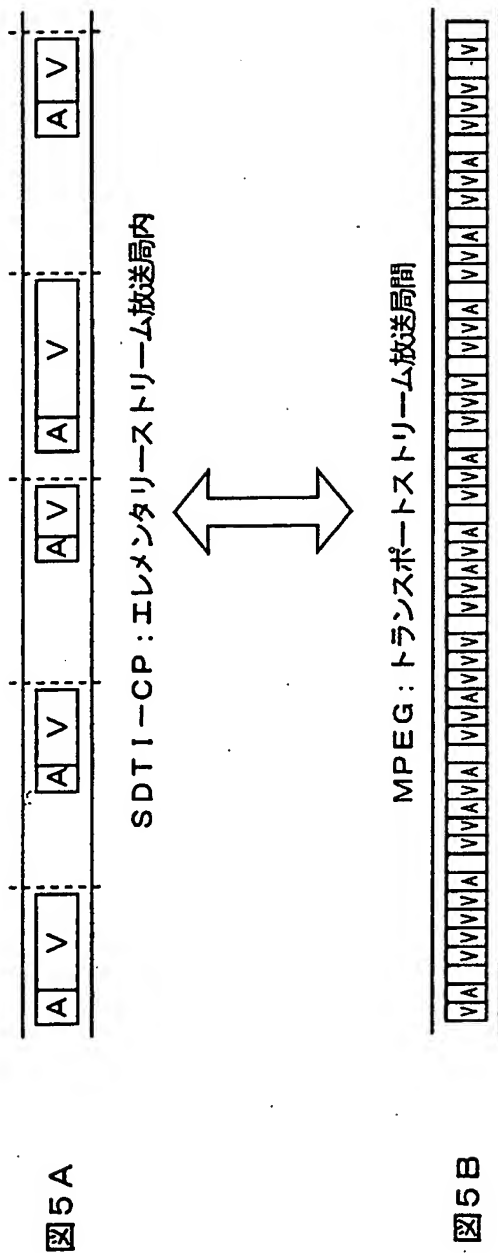 図5A
A V A V A V A V A V
SDTI-CP:エレメンタリーストリーム放送局内
MPEG:トランスポートストリーム放送局間
図5B
V A V V V A V V A V A V V A V V V V V A V A V V A V V V V V V A V V A V V A V V V V V V